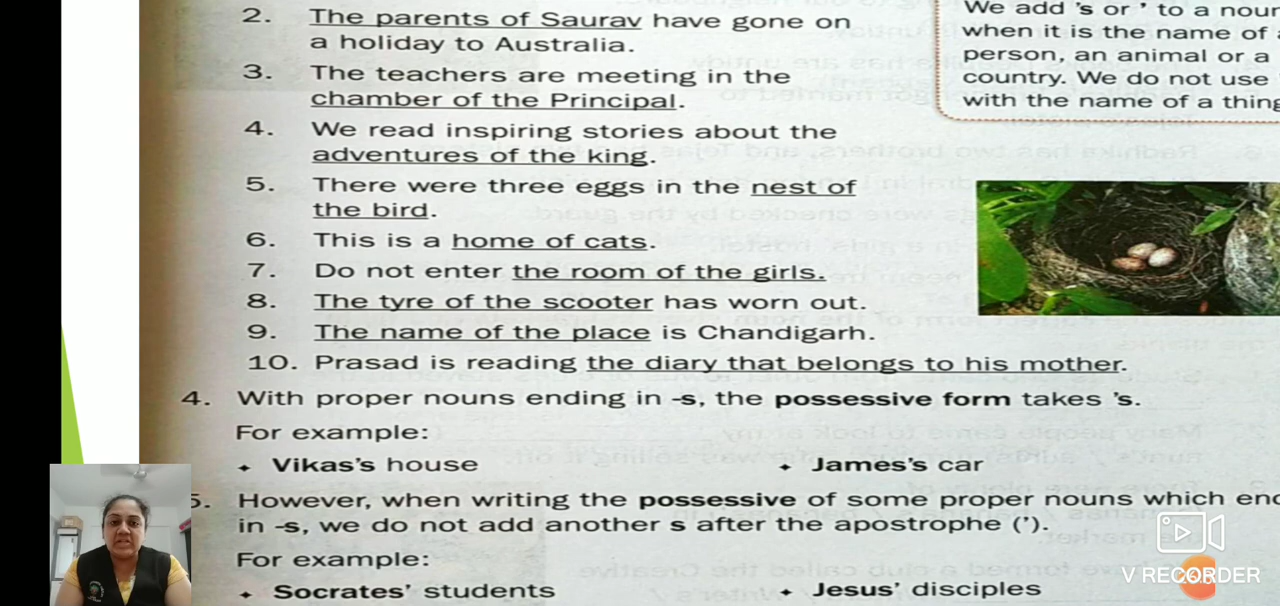 2. The parents of Saurav have gone on
a holiday to Australia.
3. The teachers are meeting in the
chamber of the Principal.
4. We read inspiring stories about the
adventures of the king.
5. There were three eggs in the nest of
the bird.
6. This is a home of cats.
7. Do not enter the room of the girls.
8. The tyre of the scooter has worn out.
9. The name of the place is Chandigarh.
10. Prasad is reading the diary that belongs to his mother.
We add 's or ' to a noun
when it is the name of
person, an animal or a
country. We do not use
with the name of a thing
4. With proper nouns ending in -s, the possessive form takes 's.
For example:
✦ Vikas's house ✦ James's car
5. However, when writing the possessive of some proper nouns which end
in -s, we do not add another s after the apostrophe (').
For example:
✦ Socrates' students ✦ Jesus' disciples
V RECORDER